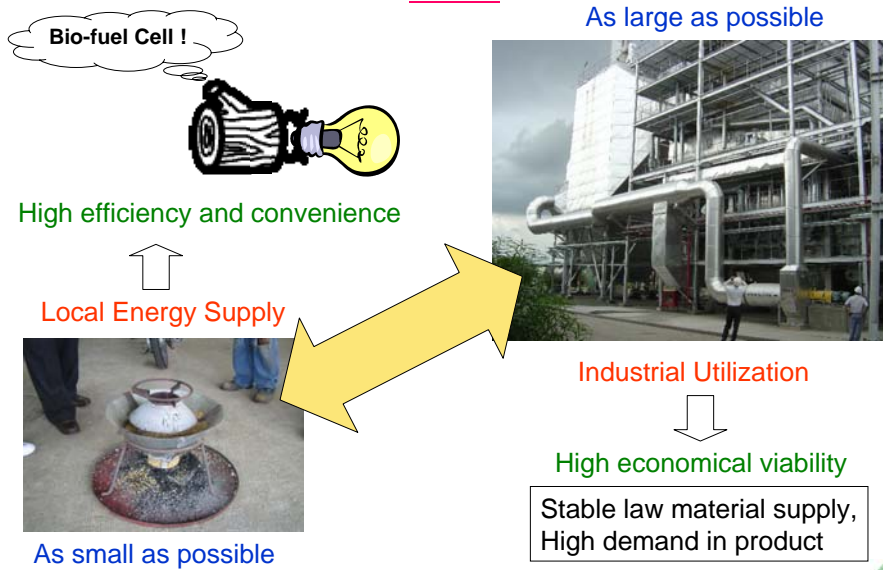 As large as possible
Bio-fuel Cell !
High efficiency and convenience
Local Energy Supply
As small as possible
Industrial Utilization
High economical viability
Stable law material supply,
High demand in product